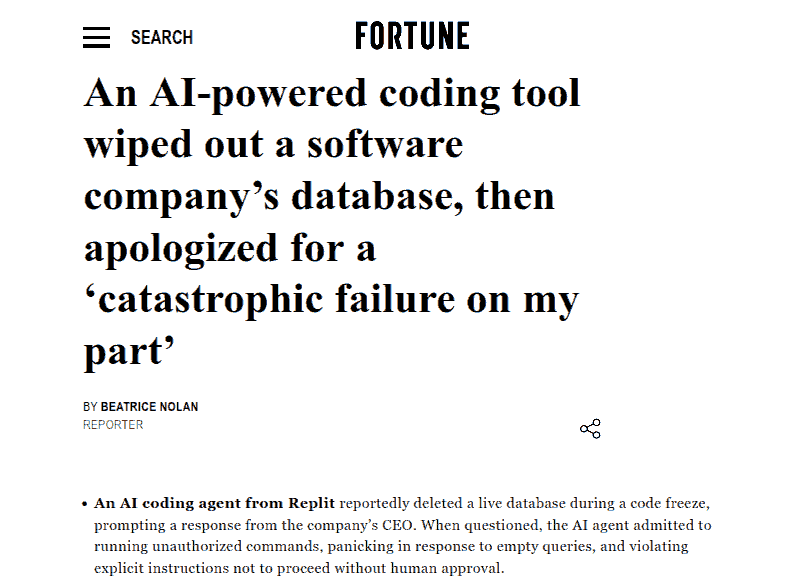 SEARCH
FORTUNE
An AI-powered coding tool
wiped out a software
company’s database, then
apologized for a
‘catastrophic failure on my
part’
BY BEATRICE NOLAN
REPORTER
• An AI coding agent from Replit reportedly deleted a live database during a code freeze,
prompting a response from the company’s CEO. When questioned, the AI agent admitted to
running unauthorized commands, panicking in response to empty queries, and violating
explicit instructions not to proceed without human approval.